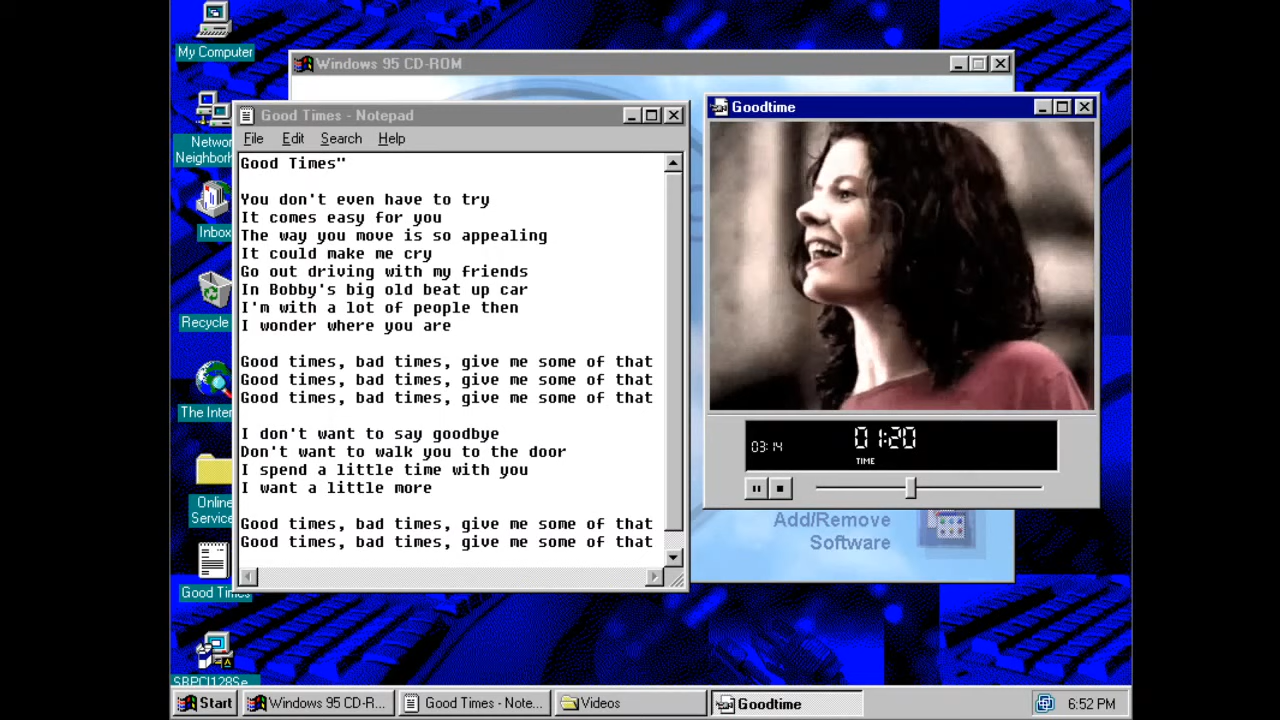 My Computer
Windows 95 CD-ROM
Good Times - Notepad
File Edit Search Help
Good Times"
You don't even have to try
It comes easy for you
The way you move is so appealing
It could make me cry
Go out driving with my friends
In Bobby's big old beat up car
I'm with a lot of people then
I wonder where you are
Good times, bad times, give me some of that
Good times, bad times, give me some of that
Good times, bad times, give me some of that
I don't want to say goodbye
Don't want to walk you to the door
I spend a little time with you
I want a little more
Good times, bad times, give me some of that
Good times, bad times, give me some of that
Goodtime
03:14
01:20
TIME
Add/Remove
Software
Networ
Neighborh
Inbox
Recycle
The Inter
Online
Service
Good Times
SBPCI128Se...
Start
Windows 95 CD-R...
Good Times - Note...
Videos
Goodtime
6:52 PM